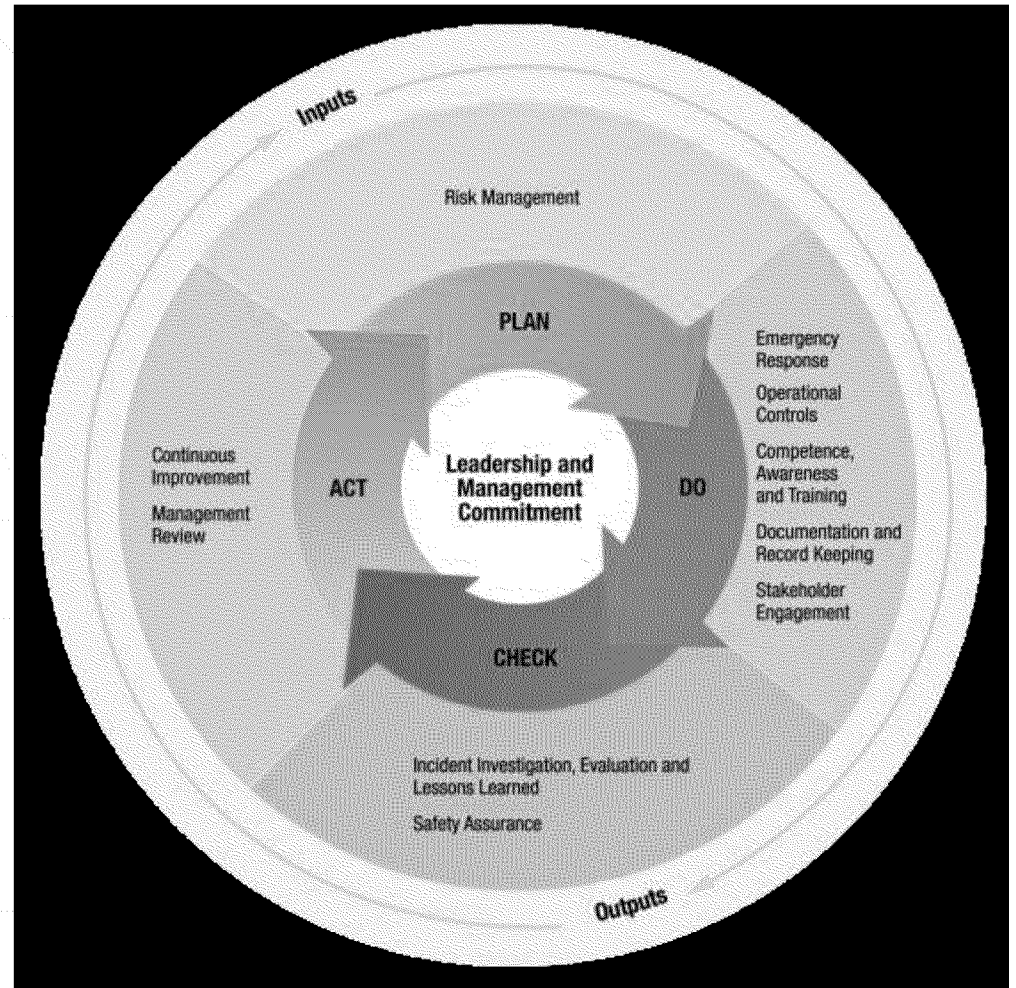 Inputs
Risk Management
PLAN
Emergency
Response
Operational
Controls
Competence,
Awareness
and Training
Documentation and
Record Keeping
Stakeholder
Engagement
DO
Leadership and
Management
Commitment
ACT
Continuous
Improvement
Management
Review
CHECK
Incident Investigation, Evaluation and
Lessons Learned
Safety Assurance
Outputs